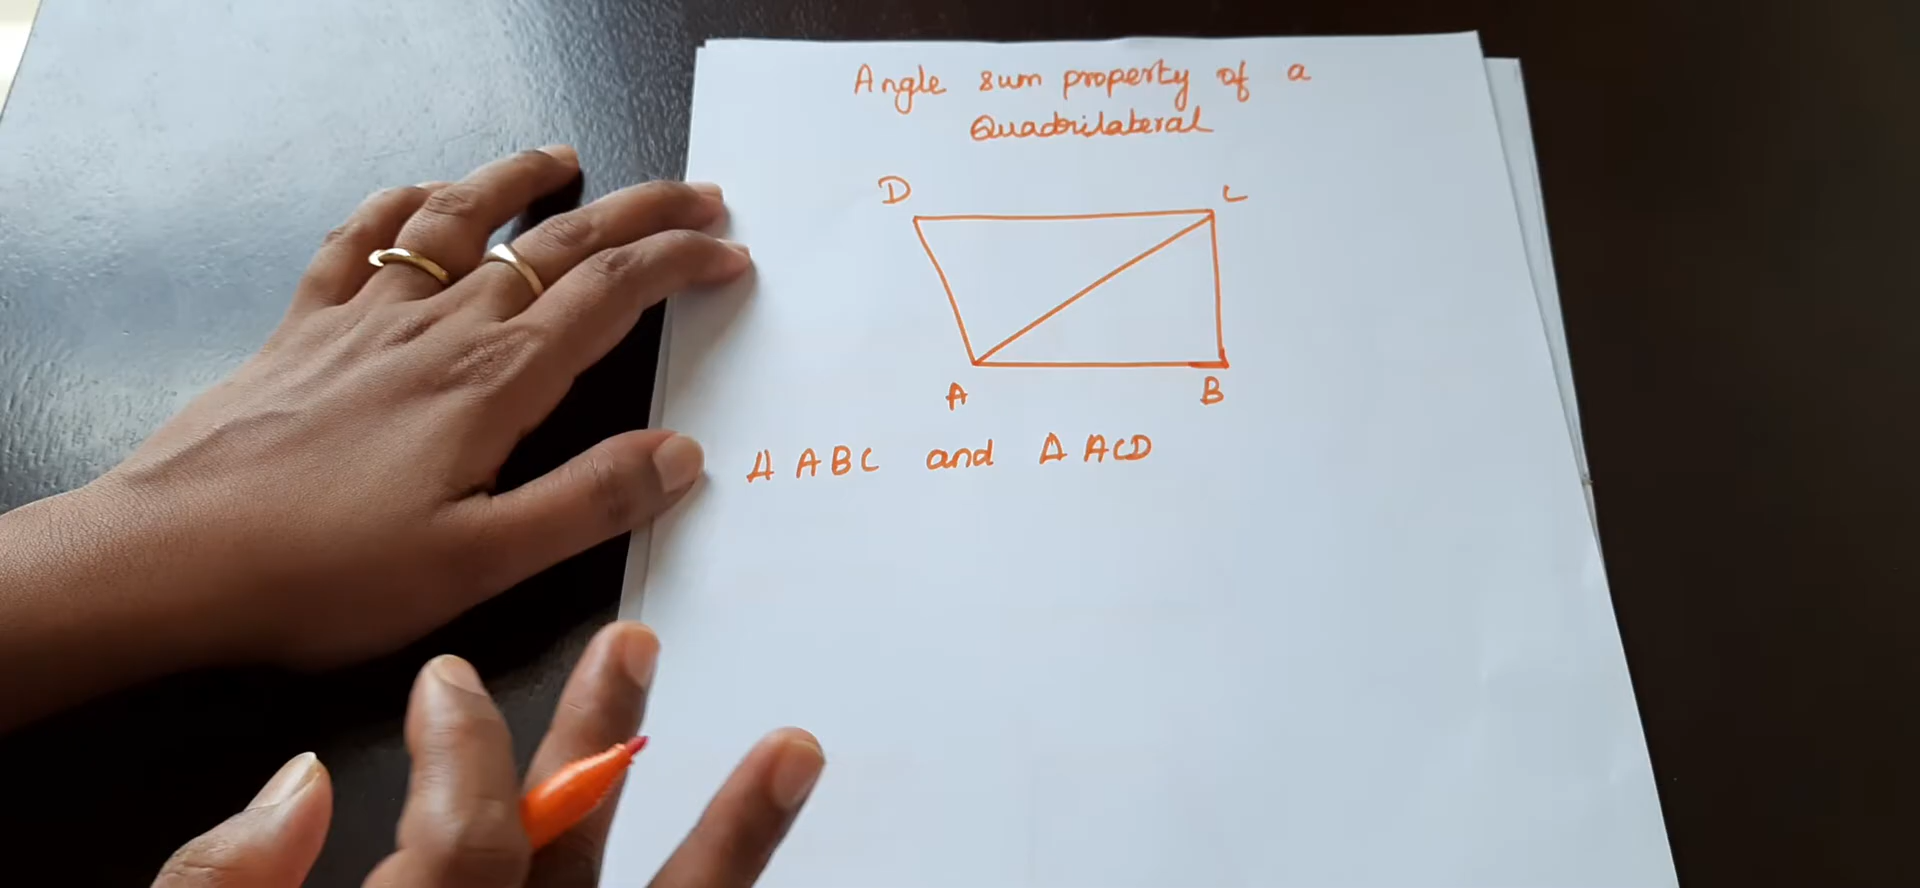 Angle sum property of a
Quadrilateral
D C
A B
Δ ABC and Δ ACD